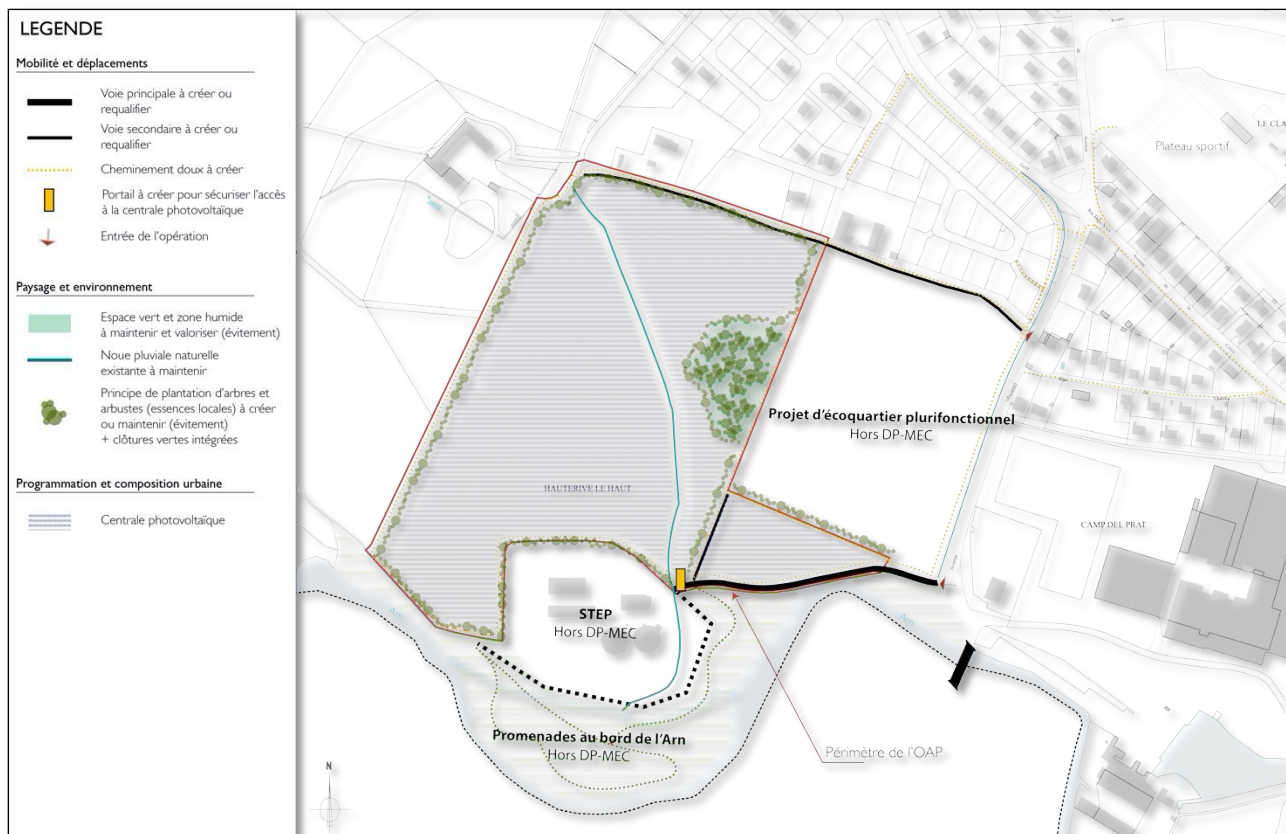 LEGENDE
Mobilité et déplacements
Voie principale à créer ou
requalifier
Voie secondaire à créer ou
requalifier
Cheminement doux à créer
Portail à créer pour sécuriser l'accès
à la centrale photovoltaïque
Entrée de l'opération
Paysage et environnement
Espace vert et zone humide
à maintenir et valoriser (évitement)
Noue pluviale naturelle
existante à maintenir
Principe de plantation d'arbres et
arbustes (essences locales) à créer
ou maintenir (évitement)
+ clôtures vertes intégrées
Programmation et composition urbaine
Centrale photovoltaïque
LE CLA
Plateau sportif
Projet d'écoquartier plurifonctionnel
Hors DP-MEC
HAUTERIVE LE HAUT
CAMP DEL PRAT
STEP
Hors DP-MEC
Arn
Arn
Promenades au bord de l'Arn
Hors DP-MEC
Périmètre de l'OAP
N